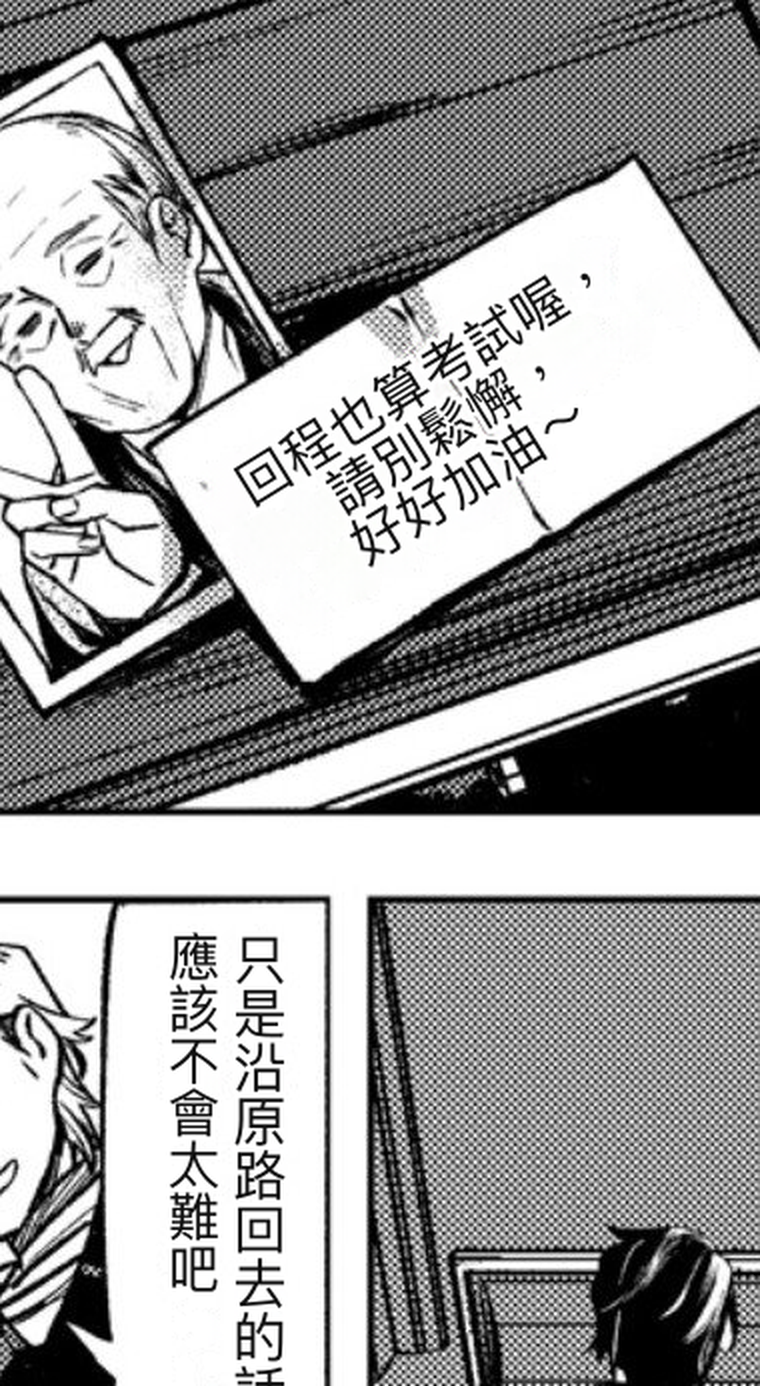 回程也算考試喔，
請別鬆懈，
好好加油～
只是沿原路回去的話
應該不會太難吧